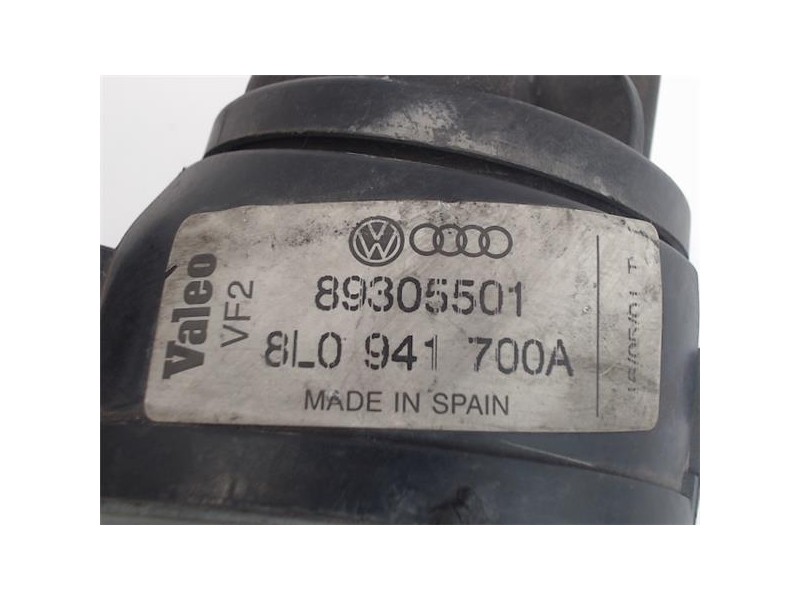 Valeo
VF2
89305501
8L0 941 700A
MADE IN SPAIN